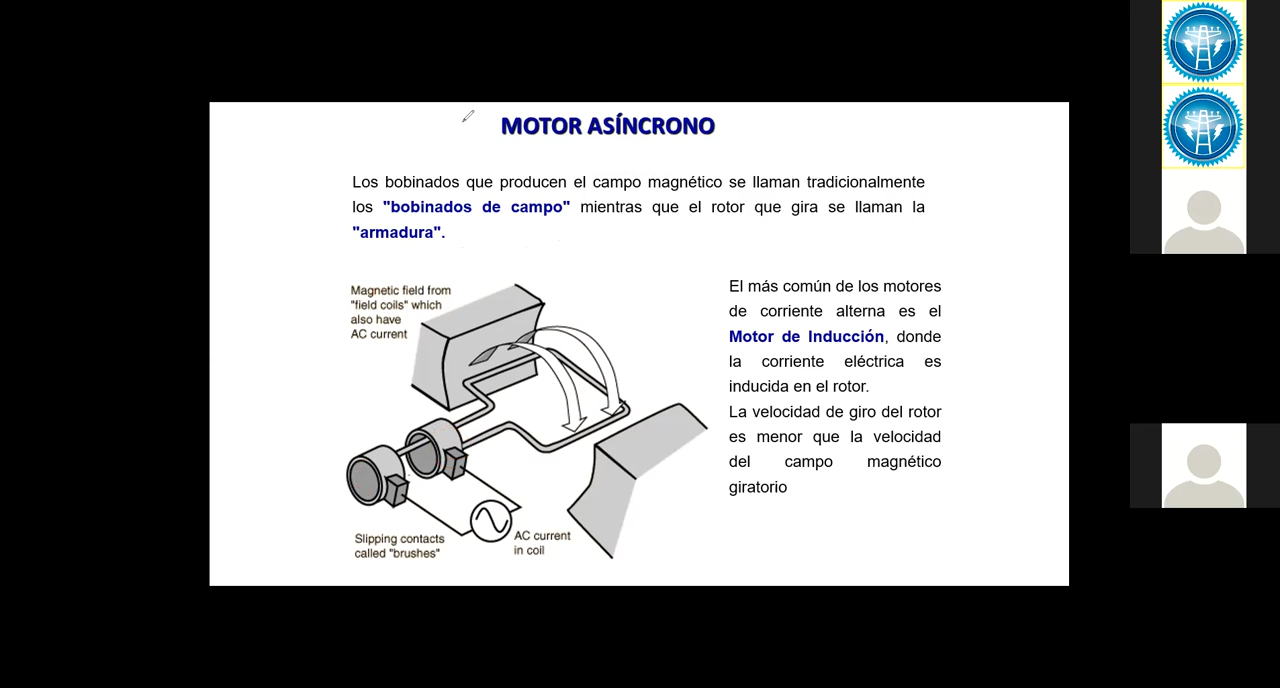 MOTOR ASÍNCRONO
Los bobinados que producen el campo magnético se llaman tradicionalmente
los "bobinados de campo" mientras que el rotor que gira se llaman la
"armadura".
Magnetic field from
"field coils" which
also have
AC current
Slipping contacts
called "brushes"
AC current
in coil
El más común de los motores
de corriente alterna es el
Motor de Inducción, donde
la corriente eléctrica es
inducida en el rotor.
La velocidad de giro del rotor
es menor que la velocidad
del campo magnético
giratorio